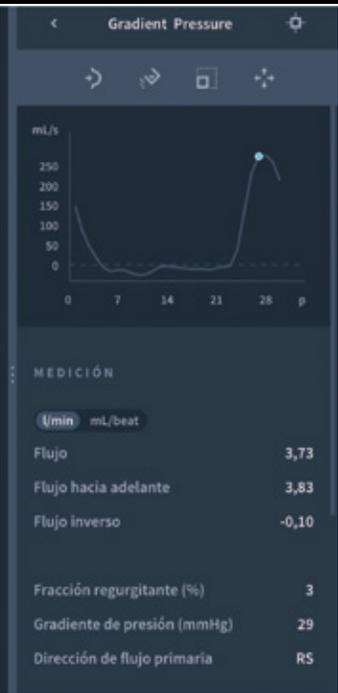 Gradient Pressure
mL/s
250
200
150
100
50
0
0 7 14 21 28 p
MEDICIÓN
l/min mL/beat
Flujo 3,73
Flujo hacia adelante 3,83
Flujo inverso -0,10
Fracción regurgitante (%) 3
Gradiente de presión (mmHg) 29
Dirección de flujo primaria RS